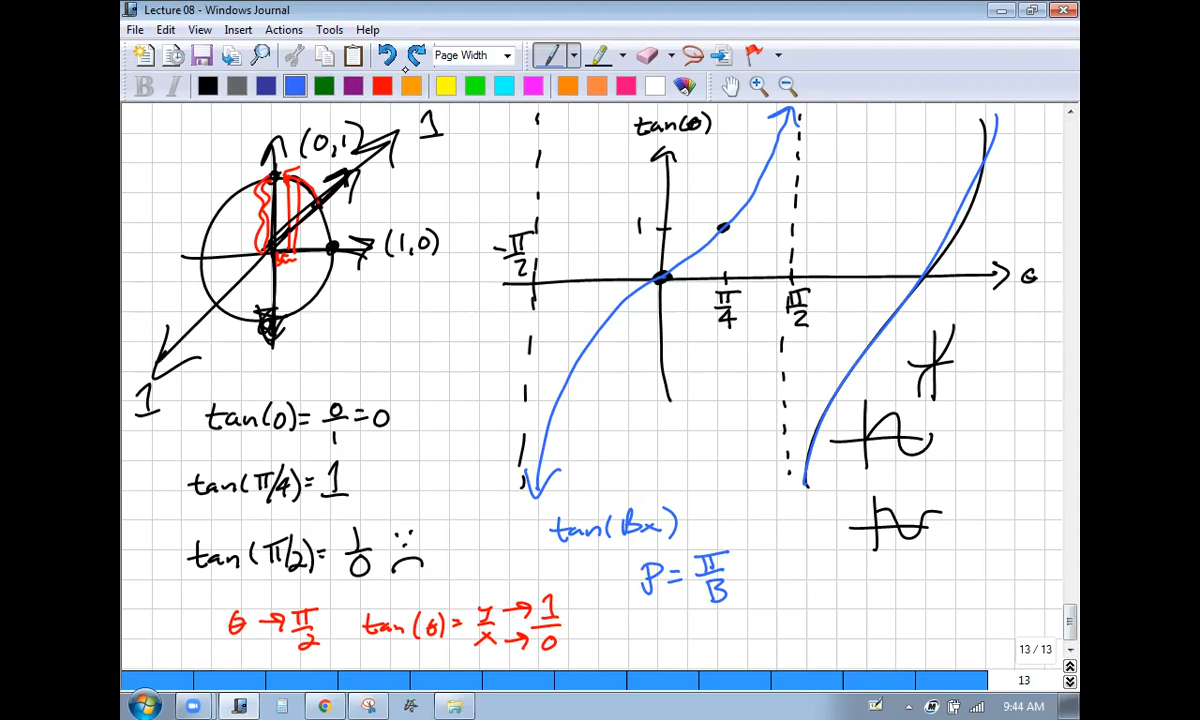 Lecture 08 - Windows Journal
File Edit View Insert Actions Tools Help
Page Width
B I
(0,1)
1
(1,0)
1
tan(θ)
1
-π/2
π/4
π/2
θ
tan(0)= 0/1 =0
tan(π/4)= 1
tan(π/2)= 1/0
θ → π/2 tan(θ)= y/x → 1/0
tan(Bx)
P= π/B
13 / 13
13
9:44 AM